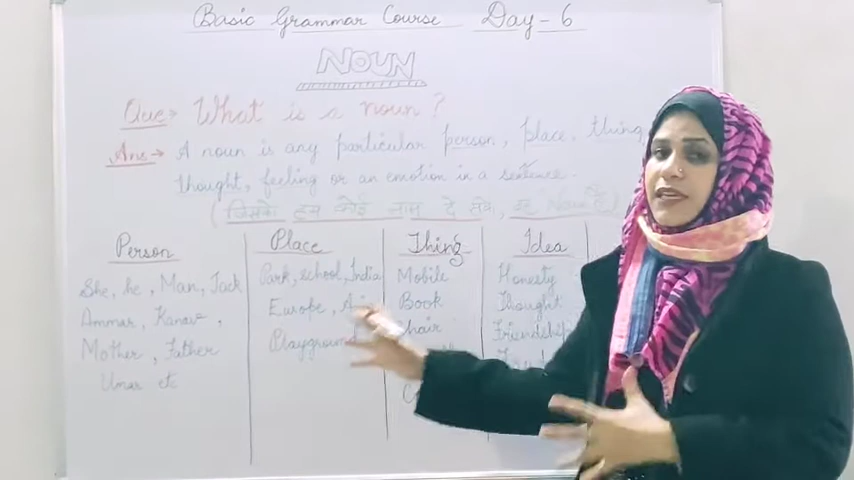 Basic Grammar Course Day-6
NOUN
Que → What is a noun?
Ans → A noun is any particular person, place, thing,
thought, feeling or an emotion in a sentence.
(जिसको हम कोई नाम दे सके, वह Noun है)
Person Place Thing Idea
She, he, Man, Jack
Ammar,
Mother, Father
Umar etc
Park, school, India
Europe,
Playground
Mobile
Book
Chair
Honesty
Thought
Friendship